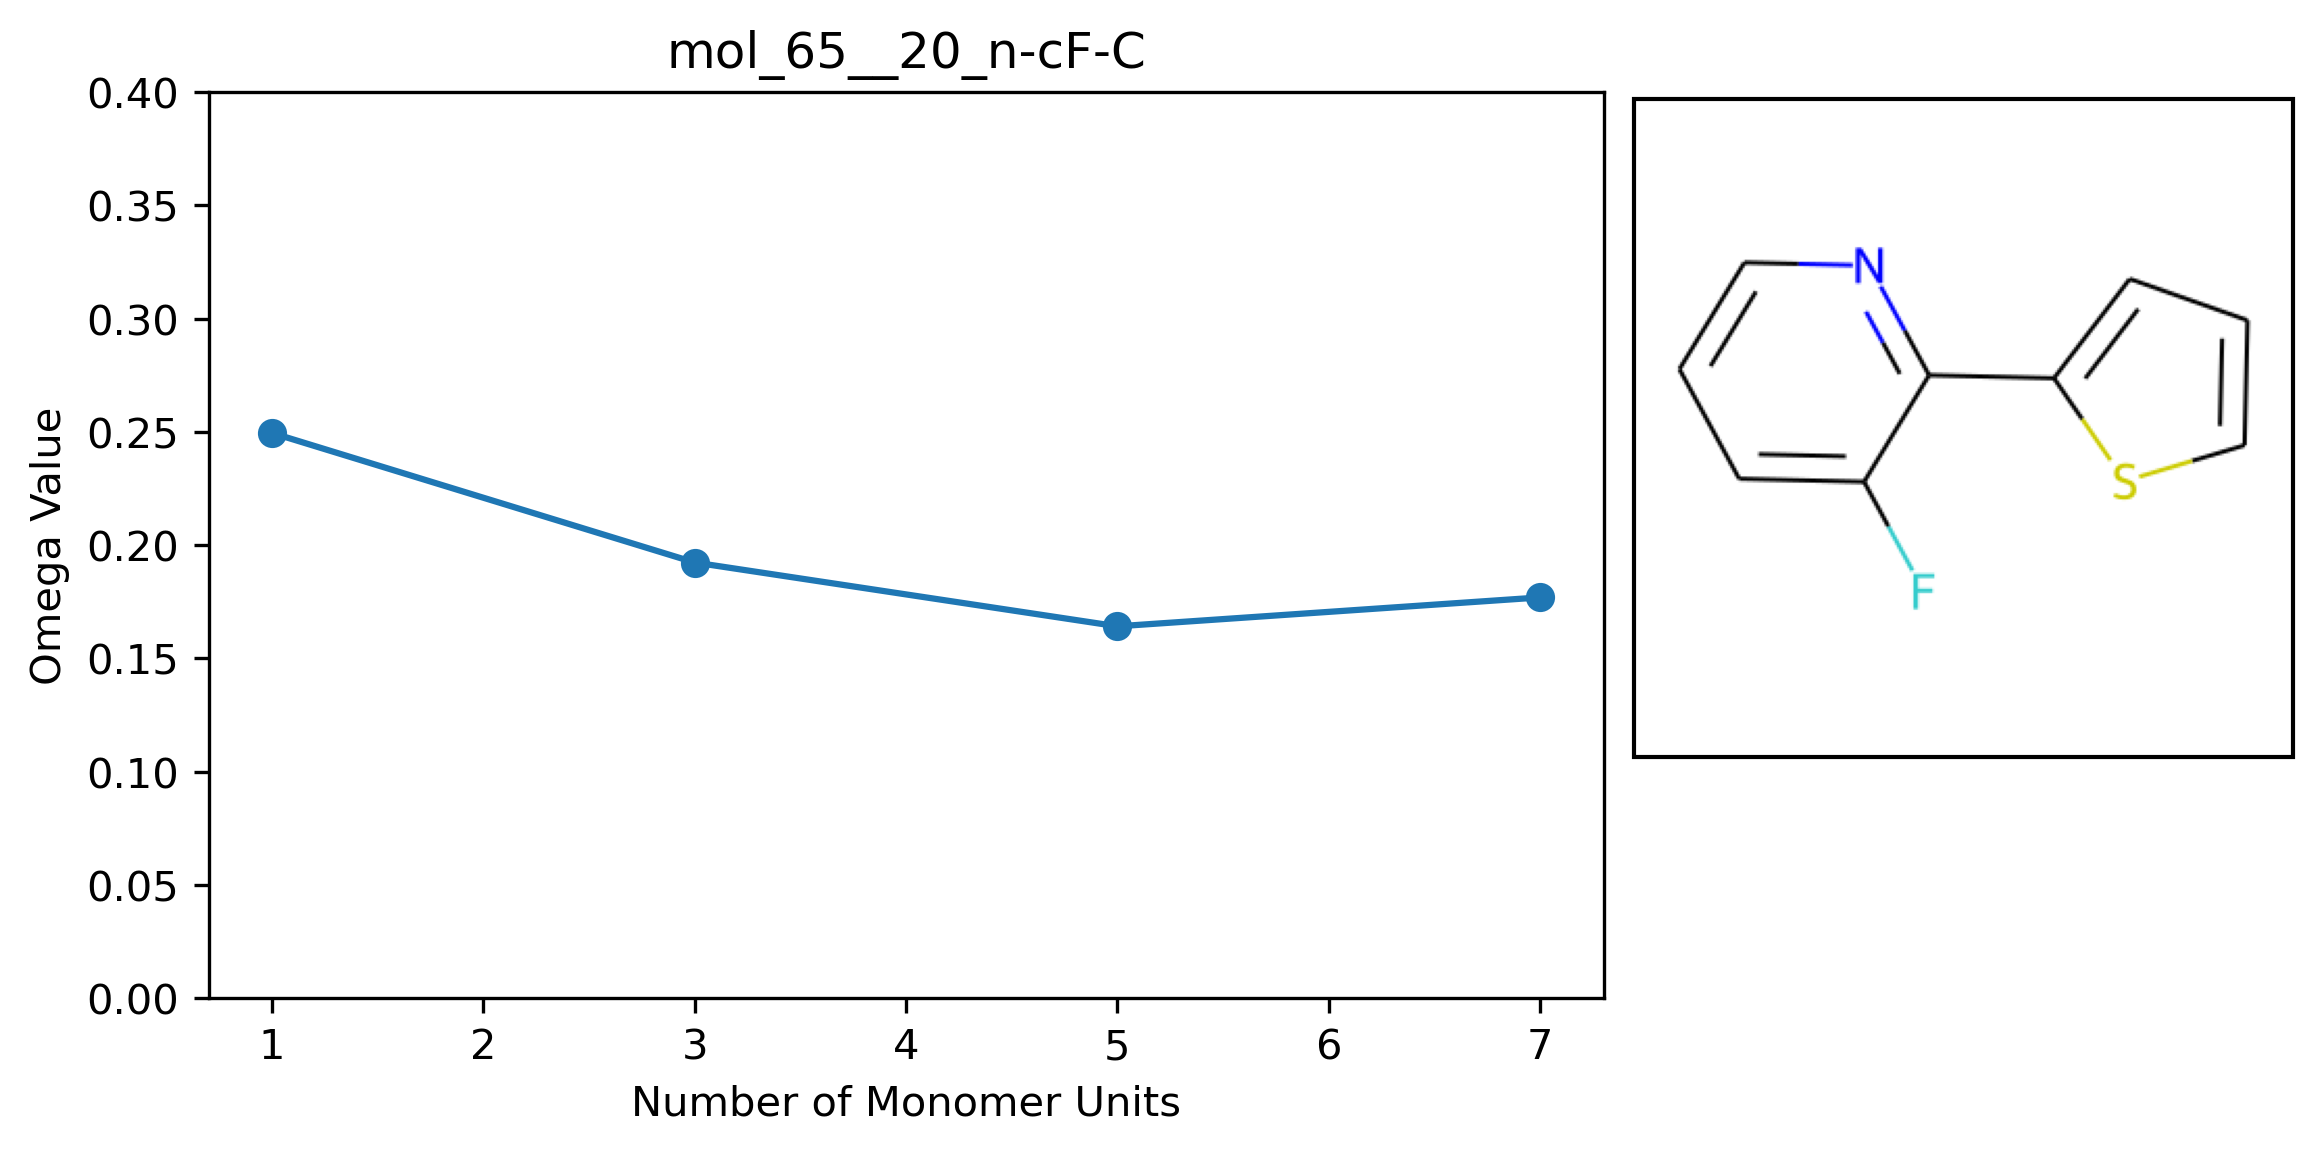 mol_65__20_n-cF-C
0.40
0.35
0.30
0.25
0.20
0.15
0.10
0.05
0.00
Omega Value
1 2 3 4 5 6 7
Number of Monomer Units
N
S
F